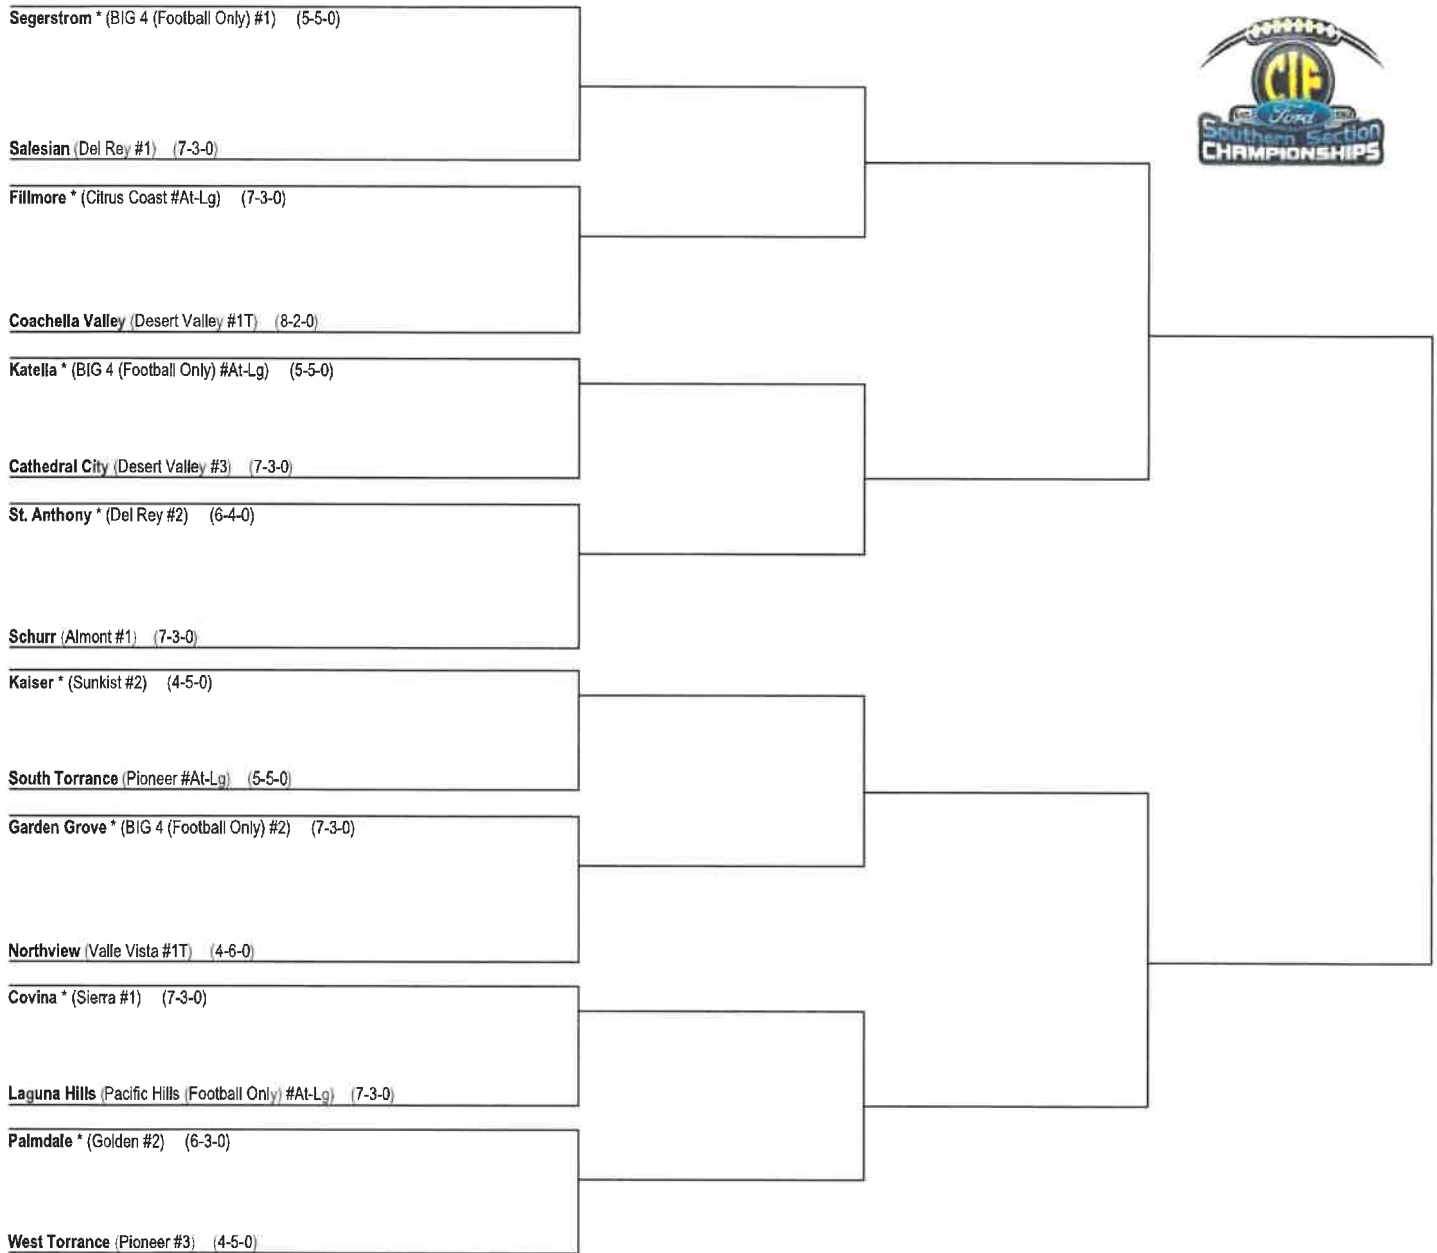 Segerstrom * (BIG 4 (Football Only) #1) (5-5-0)
CIF
Ford
Southern Section
CHAMPIONSHIPS
Salesian (Del Rey #1) (7-3-0)
Fillmore * (Citrus Coast #At-Lg) (7-3-0)
Coachella Valley (Desert Valley #1T) (8-2-0)
Katella * (BIG 4 (Football Only) #At-Lg) (5-5-0)
Cathedral City (Desert Valley #3) (7-3-0)
St. Anthony * (Del Rey #2) (6-4-0)
Schurr (Almont #1) (7-3-0)
Kaiser * (Sunkist #2) (4-5-0)
South Torrance (Pioneer #At-Lg) (5-5-0)
Garden Grove * (BIG 4 (Football Only) #2) (7-3-0)
Northview (Valle Vista #1T) (4-6-0)
Covina * (Sierra #1) (7-3-0)
Laguna Hills (Pacific Hills (Football Only) #At-Lg) (7-3-0)
Palmdale * (Golden #2) (6-3-0)
West Torrance (Pioneer #3) (4-5-0)